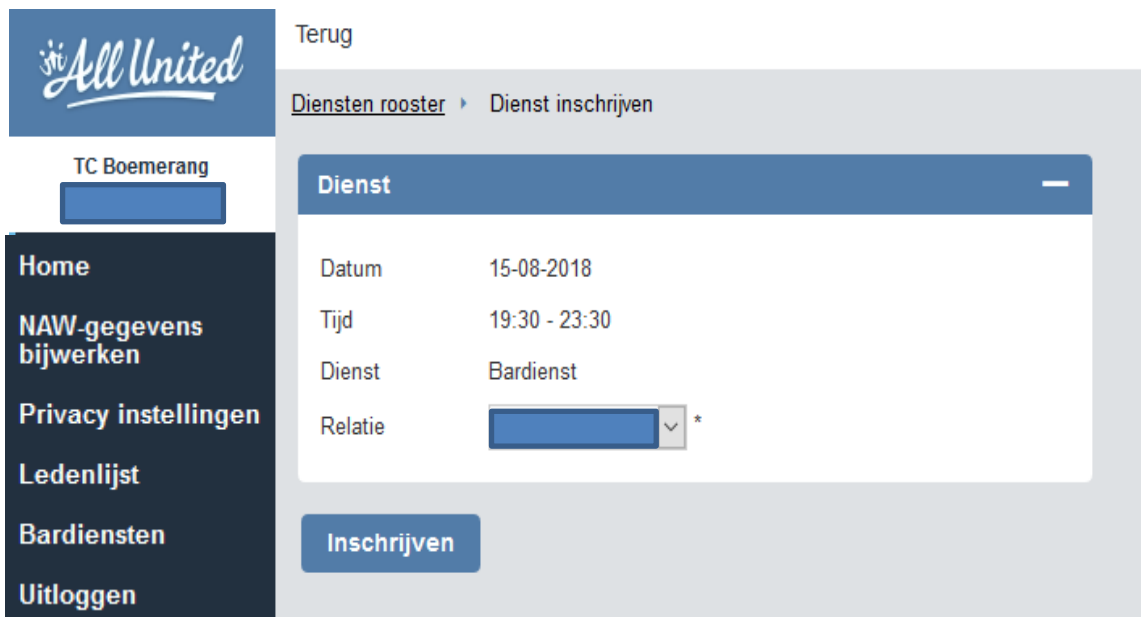 All United
TC Boemerang
Home
NAW-gegevens
bijwerken
Privacy instellingen
Ledenlijst
Bardiensten
Uitloggen
Terug
Diensten rooster
Dienst inschrijven
Dienst
Datum 15-08-2018
Tijd 19:30 - 23:30
Dienst Bardienst
Relatie *
Inschrijven